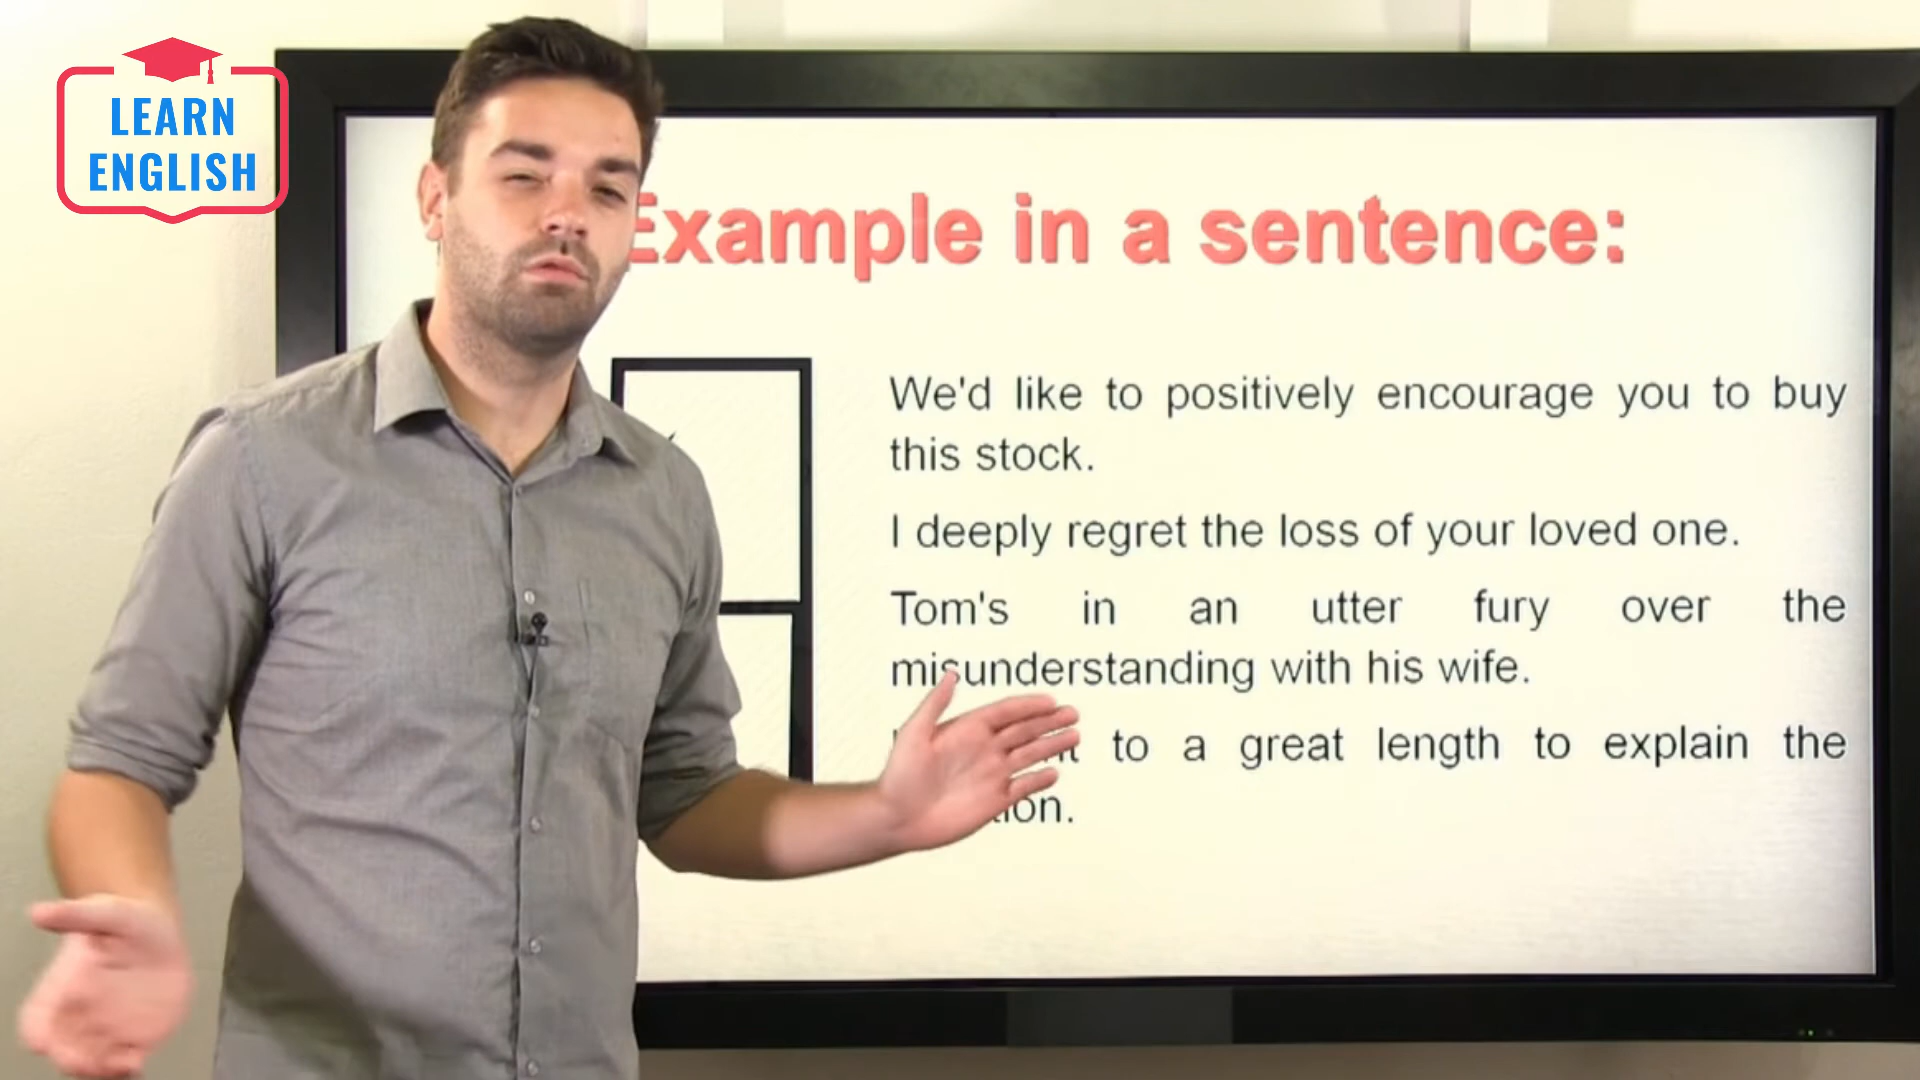 LEARN
ENGLISH
Example in a sentence:
We'd like to positively encourage you to buy
this stock.
I deeply regret the loss of your loved one.
Tom's in an utter fury over the
misunderstanding with his wife.
to a great length to explain the